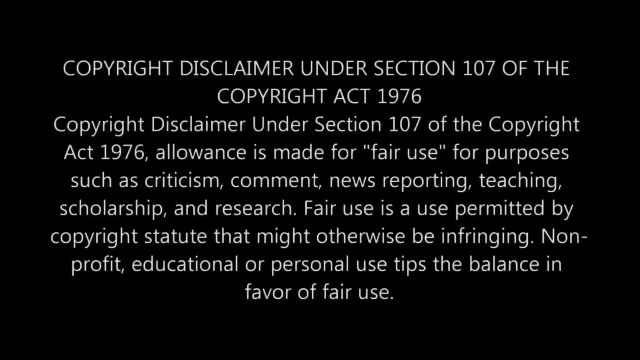 COPYRIGHT DISCLAIMER UNDER SECTION 107 OF THE
COPYRIGHT ACT 1976
Copyright Disclaimer Under Section 107 of the Copyright
Act 1976, allowance is made for "fair use" for purposes
such as criticism, comment, news reporting, teaching,
scholarship, and research. Fair use is a use permitted by
copyright statute that might otherwise be infringing. Non-
profit, educational or personal use tips the balance in
favor of fair use.